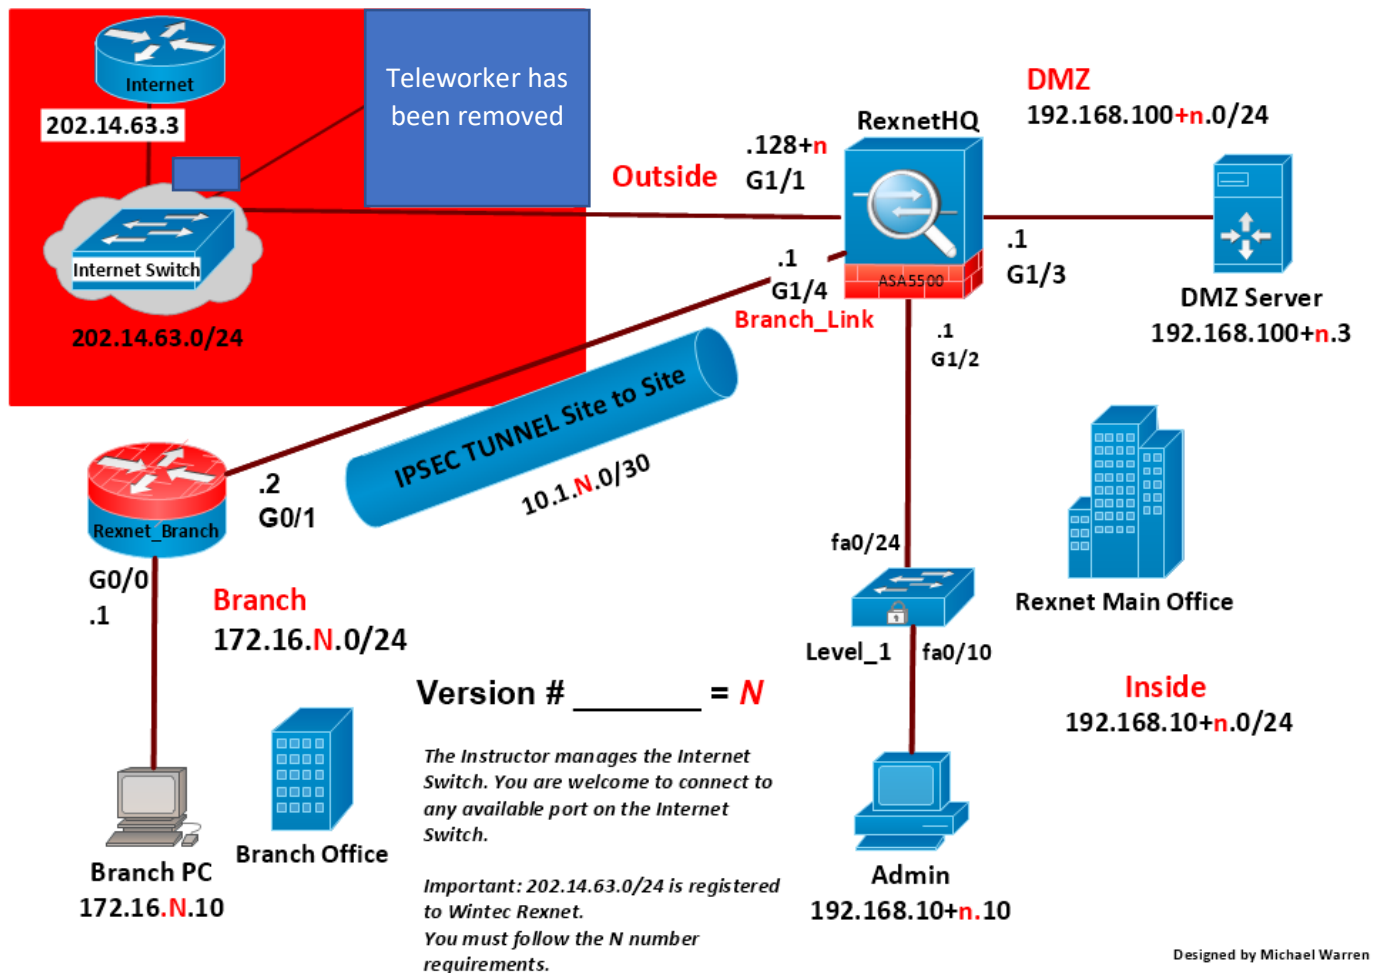 Internet
202.14.63.3
Teleworker has
been removed
Internet Switch
202.14.63.0/24
Outside
.128+n
G1/1
RexnetHQ
DMZ
192.168.100+n.0/24
.1
G1/4
Branch_Link
ASA5500
.1
G1/3
DMZ Server
192.168.100+n.3
.1
G1/2
IPSEC TUNNEL Site to Site
10.1.N.0/30
.2
G0/1
Rexnet_Branch
G0/0
.1
Branch
172.16.N.0/24
fa0/24
Rexnet Main Office
Level_1
fa0/10
Inside
192.168.10+n.0/24
Version # _______ = N
The Instructor manages the Internet
Switch. You are welcome to connect to
any available port on the Internet
Switch.
Important: 202.14.63.0/24 is registered
to Wintec Rexnet.
You must follow the N number
requirements.
Branch Office
Branch PC
172.16.N.10
Admin
192.168.10+n.10
Designed by Michael Warren